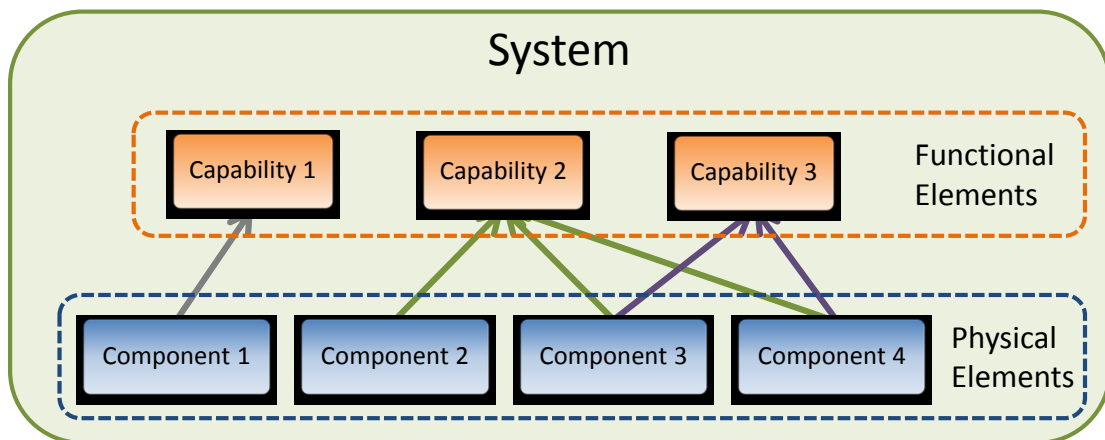 System
Capability 1
Capability 2
Capability 3
Functional
Elements
Component 1
Component 2
Component 3
Component 4
Physical
Elements